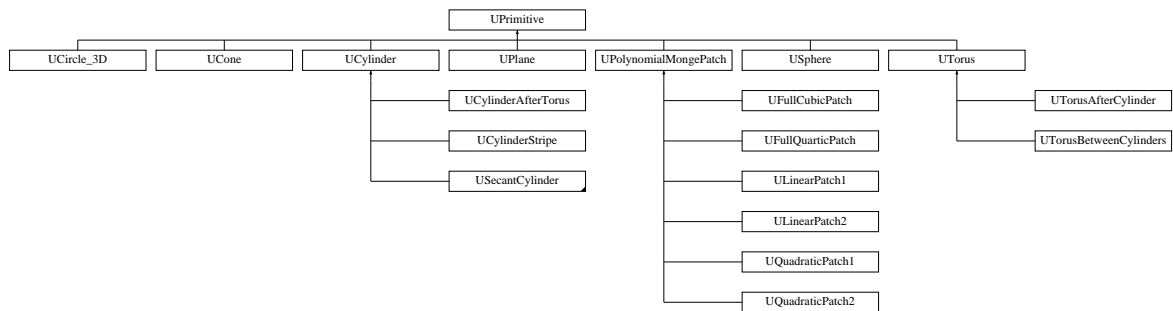 UPrimitive
UCircle_3D UCone UCylinder UPlane UPolynomialMongePatch USphere UTorus
UCylinderAfterTorus UFullCubicPatch UTorusAfterCylinder
UCylinderStripe UFullQuarticPatch UTorusBetweenCylinders
USecantCylinder ULinearPatch1
ULinearPatch2
UQuadraticPatch1
UQuadraticPatch2